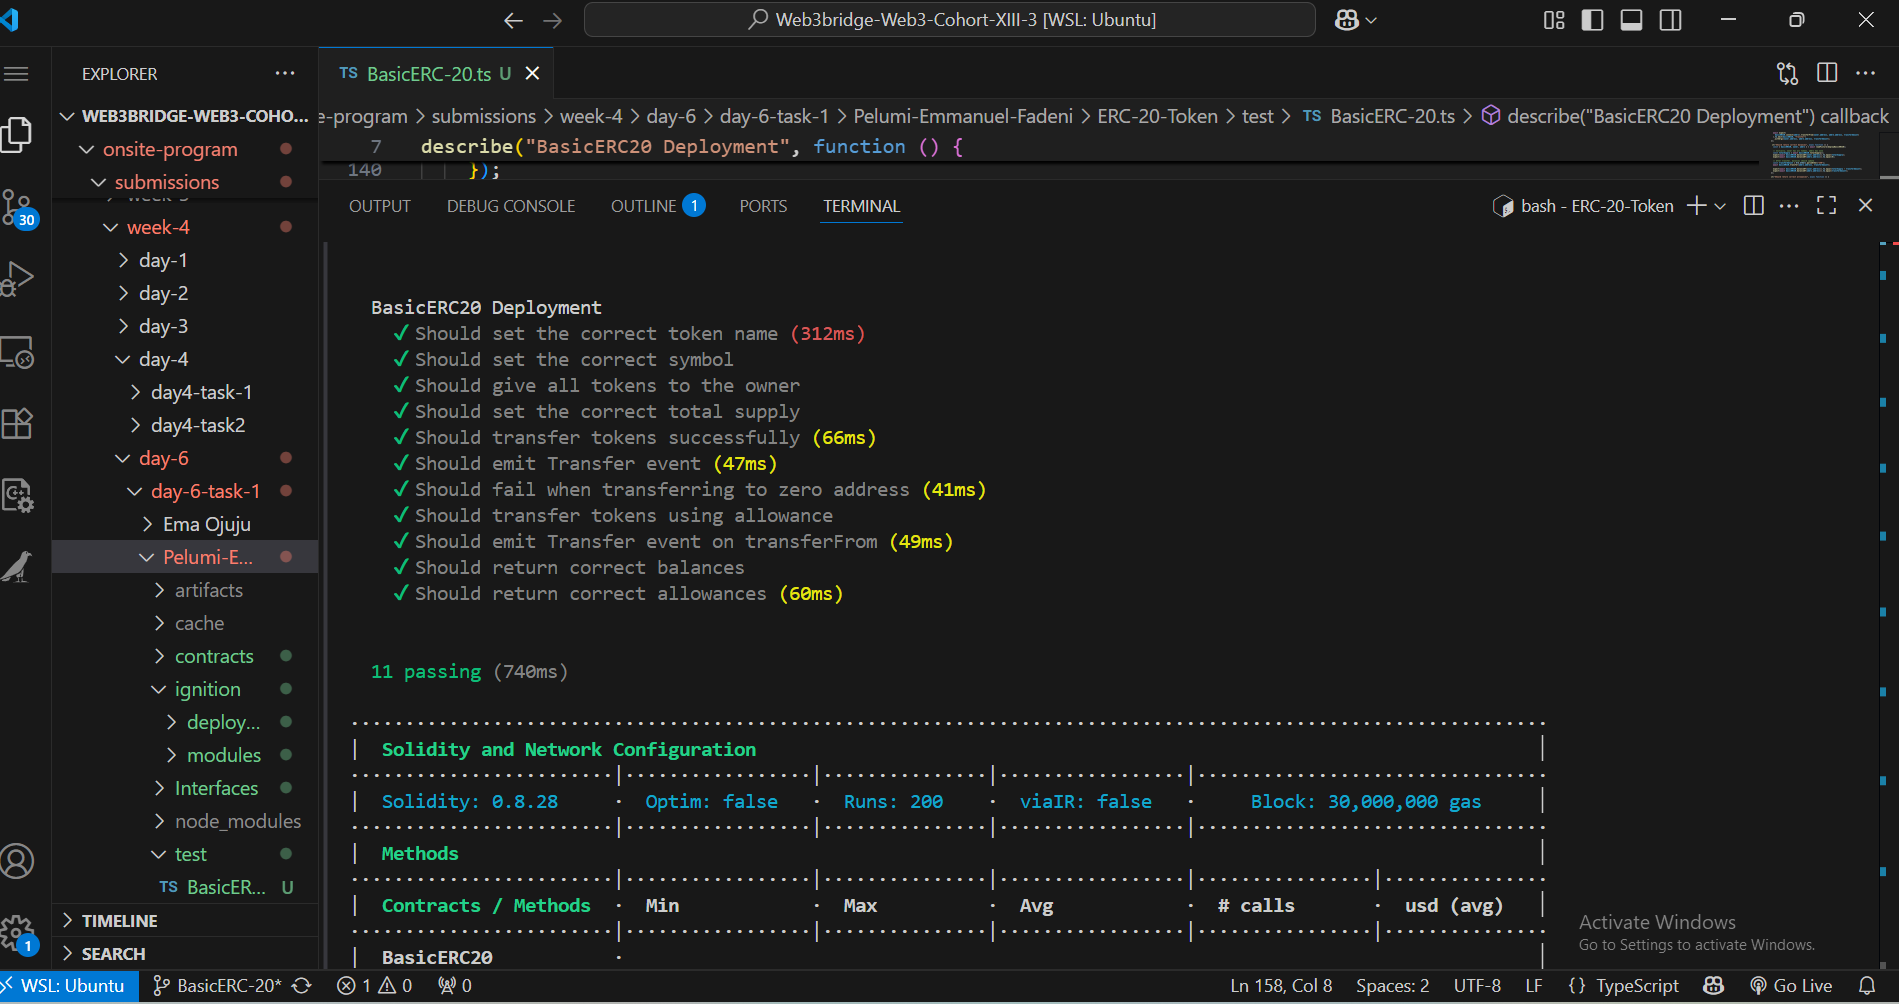 Web3bridge-Web3-Cohort-XIII-3 [WSL: Ubuntu]
EXPLORER
TS BasicERC-20.ts U
WEB3BRIDGE-WEB3-COHO...
e-program > submissions > week-4 > day-6 > day-6-task-1 > Pelumi-Emmanuel-Fadeni > ERC-20-Token > test > TS BasicERC-20.ts > describe("BasicERC20 Deployment") callback
7 describe("BasicERC20 Deployment", function () {
140 });
onsite-program
submissions
week-4
day-1
day-2
day-3
day-4
day4-task-1
day4-task2
day-6
day-6-task-1
Ema Ojuju
Pelumi-E...
artifacts
cache
contracts
ignition
deploy...
modules
Interfaces
node_modules
test
TS BasicER... U
TIMELINE
SEARCH
30
1
OUTPUT DEBUG CONSOLE OUTLINE 1 PORTS TERMINAL
bash - ERC-20-Token
BasicERC20 Deployment
✓ Should set the correct token name (312ms)
✓ Should set the correct symbol
✓ Should give all tokens to the owner
✓ Should set the correct total supply
✓ Should transfer tokens successfully (66ms)
✓ Should emit Transfer event (47ms)
✓ Should fail when transferring to zero address (41ms)
✓ Should transfer tokens using allowance
✓ Should emit Transfer event on transferFrom (49ms)
✓ Should return correct balances
✓ Should return correct allowances (60ms)
11 passing (740ms)
| Solidity and Network Configuration |
| Solidity: 0.8.28 · Optim: false · Runs: 200 · viaIR: false · Block: 30,000,000 gas |
| Methods |
| Contracts / Methods · Min · Max · Avg · # calls · usd (avg) |
| BasicERC20 · |
Activate Windows
Go to Settings to activate Windows.
WSL: Ubuntu BasicERC-20* 1 0 0
Ln 158, Col 8 Spaces: 2 UTF-8 LF {} TypeScript Go Live